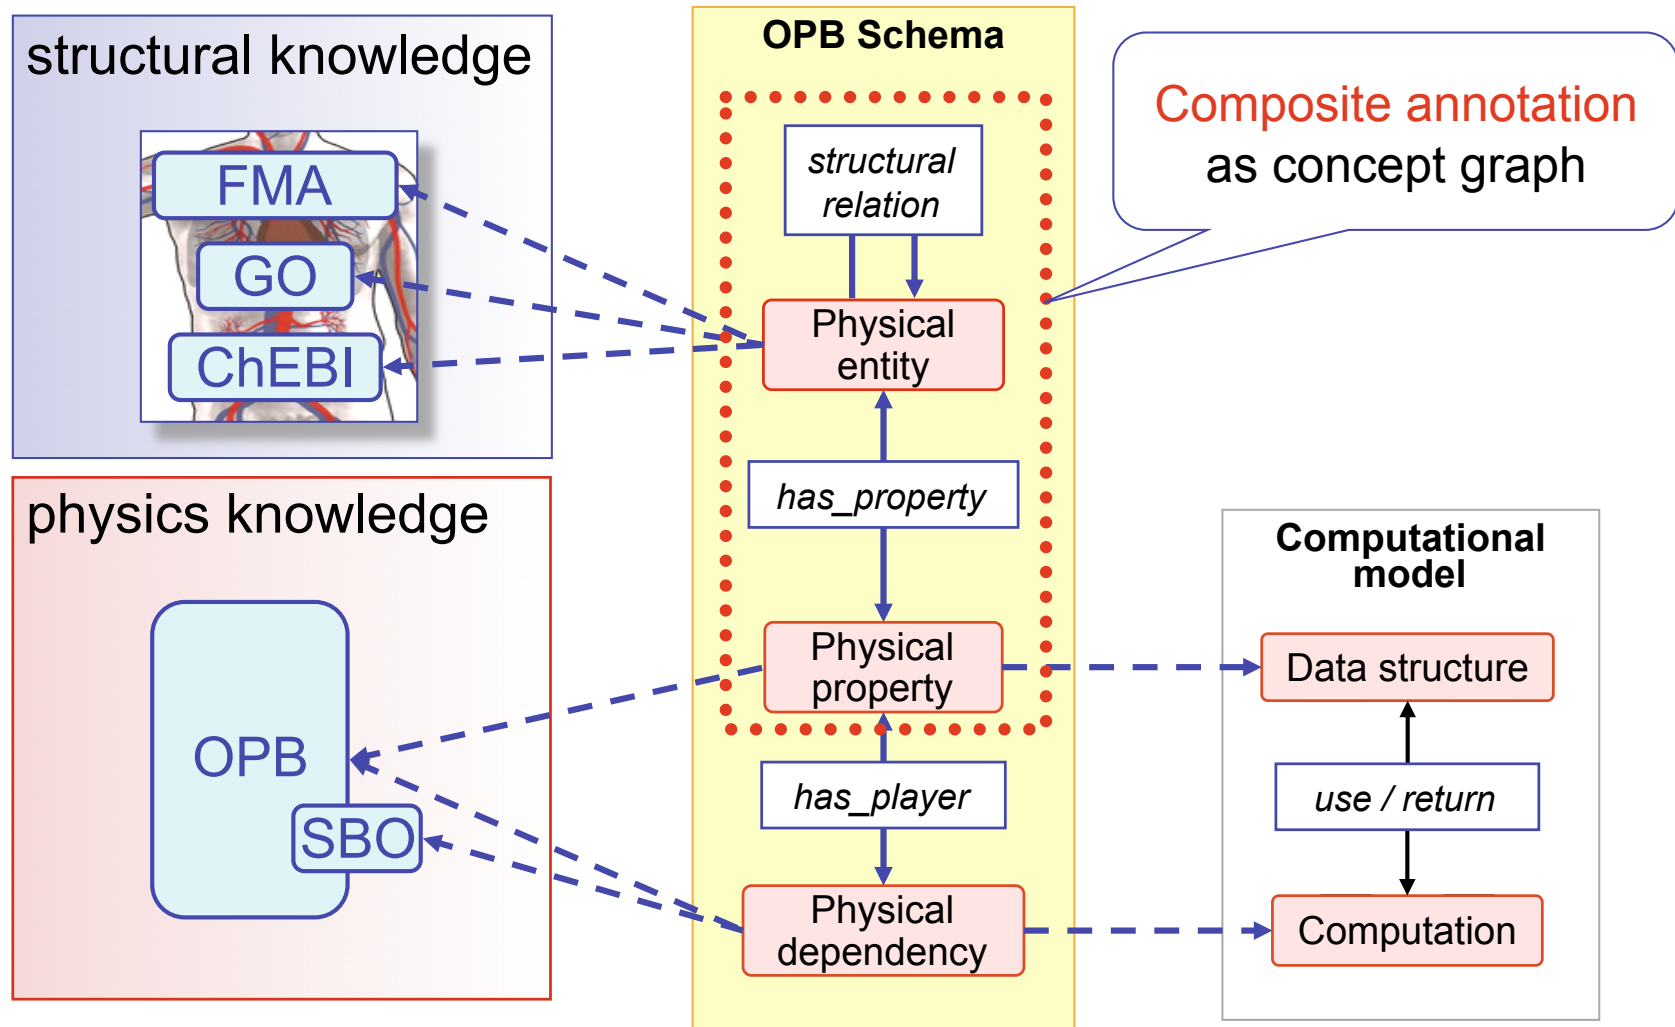 structural knowledge
FMA
GO
ChEBI
physics knowledge
OPB
SBO
OPB Schema
structural
relation
Physical
entity
has_property
Physical
property
has_player
Physical
dependency
Composite annotation
as concept graph
Computational
model
Data structure
use / return
Computation